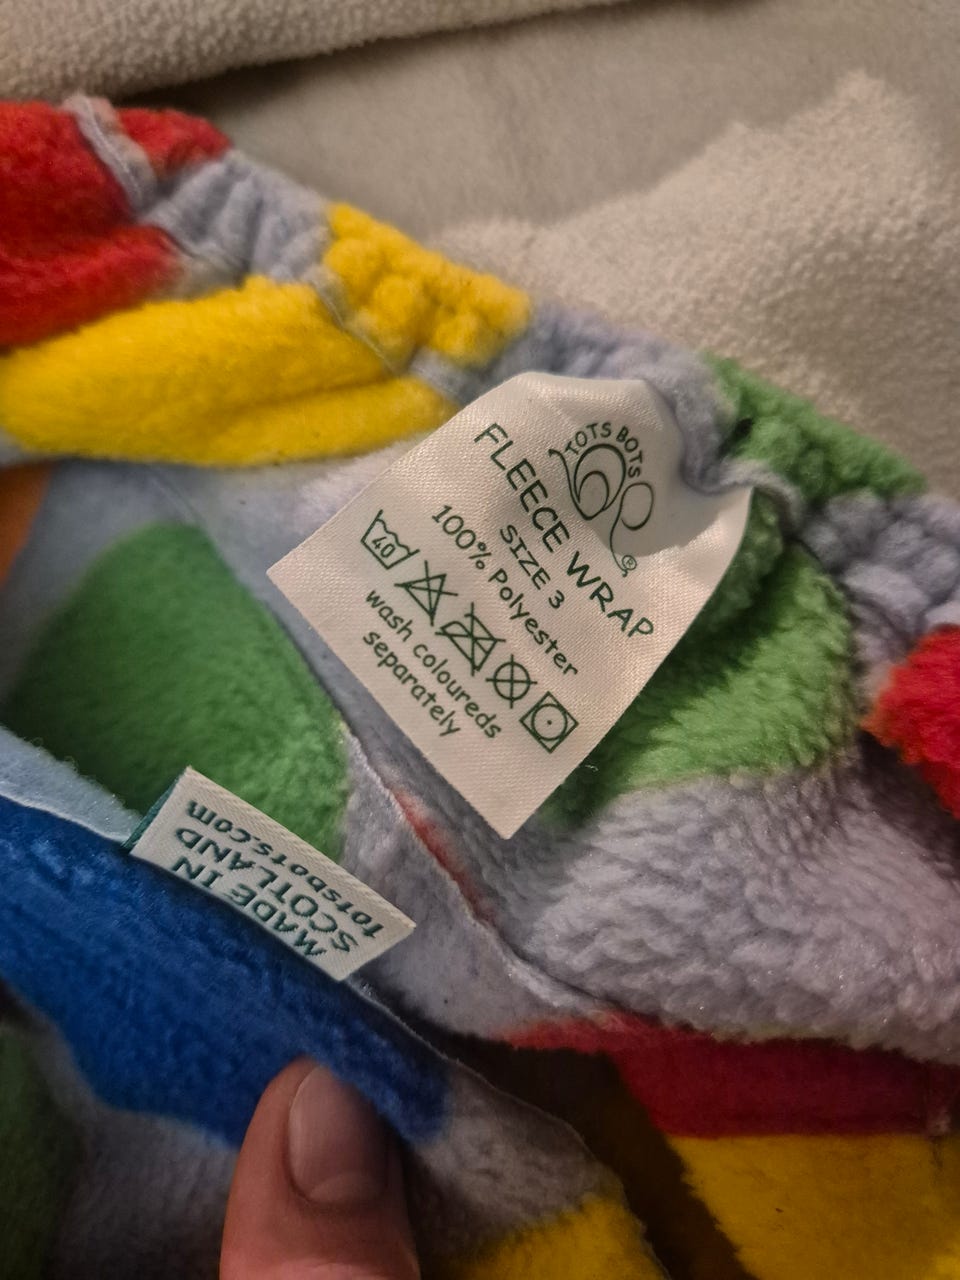 TOTS BOTS
®
FLEECE WRAP
SIZE 3
100% Polyester
40
wash coloureds
separately
MADE IN
SCOTLAND
TOTSBOTS.COM